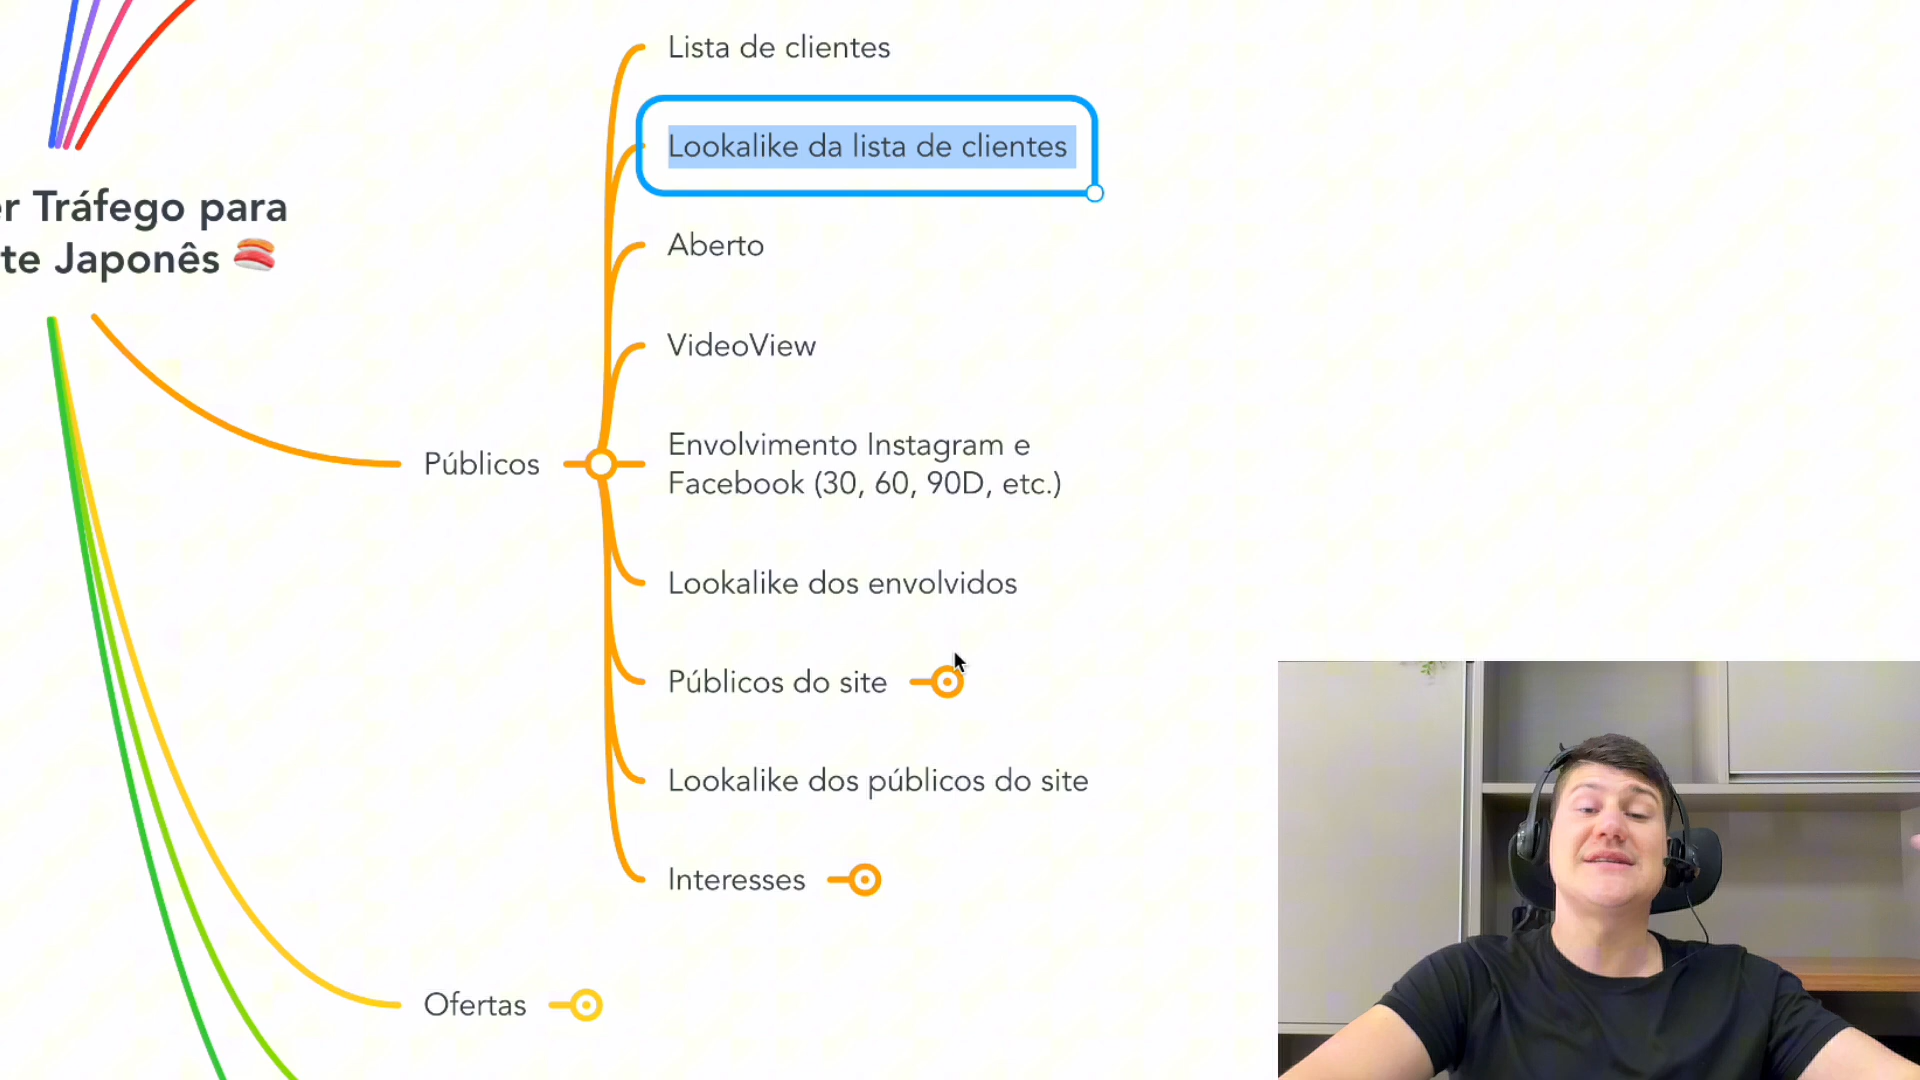 Lista de clientes
Lookalike da lista de clientes
r Tráfego para
te Japonês
Aberto
VideoView
Públicos
Envolvimento Instagram e
Facebook (30, 60, 90D, etc.)
Lookalike dos envolvidos
Públicos do site
Lookalike dos públicos do site
Interesses
Ofertas